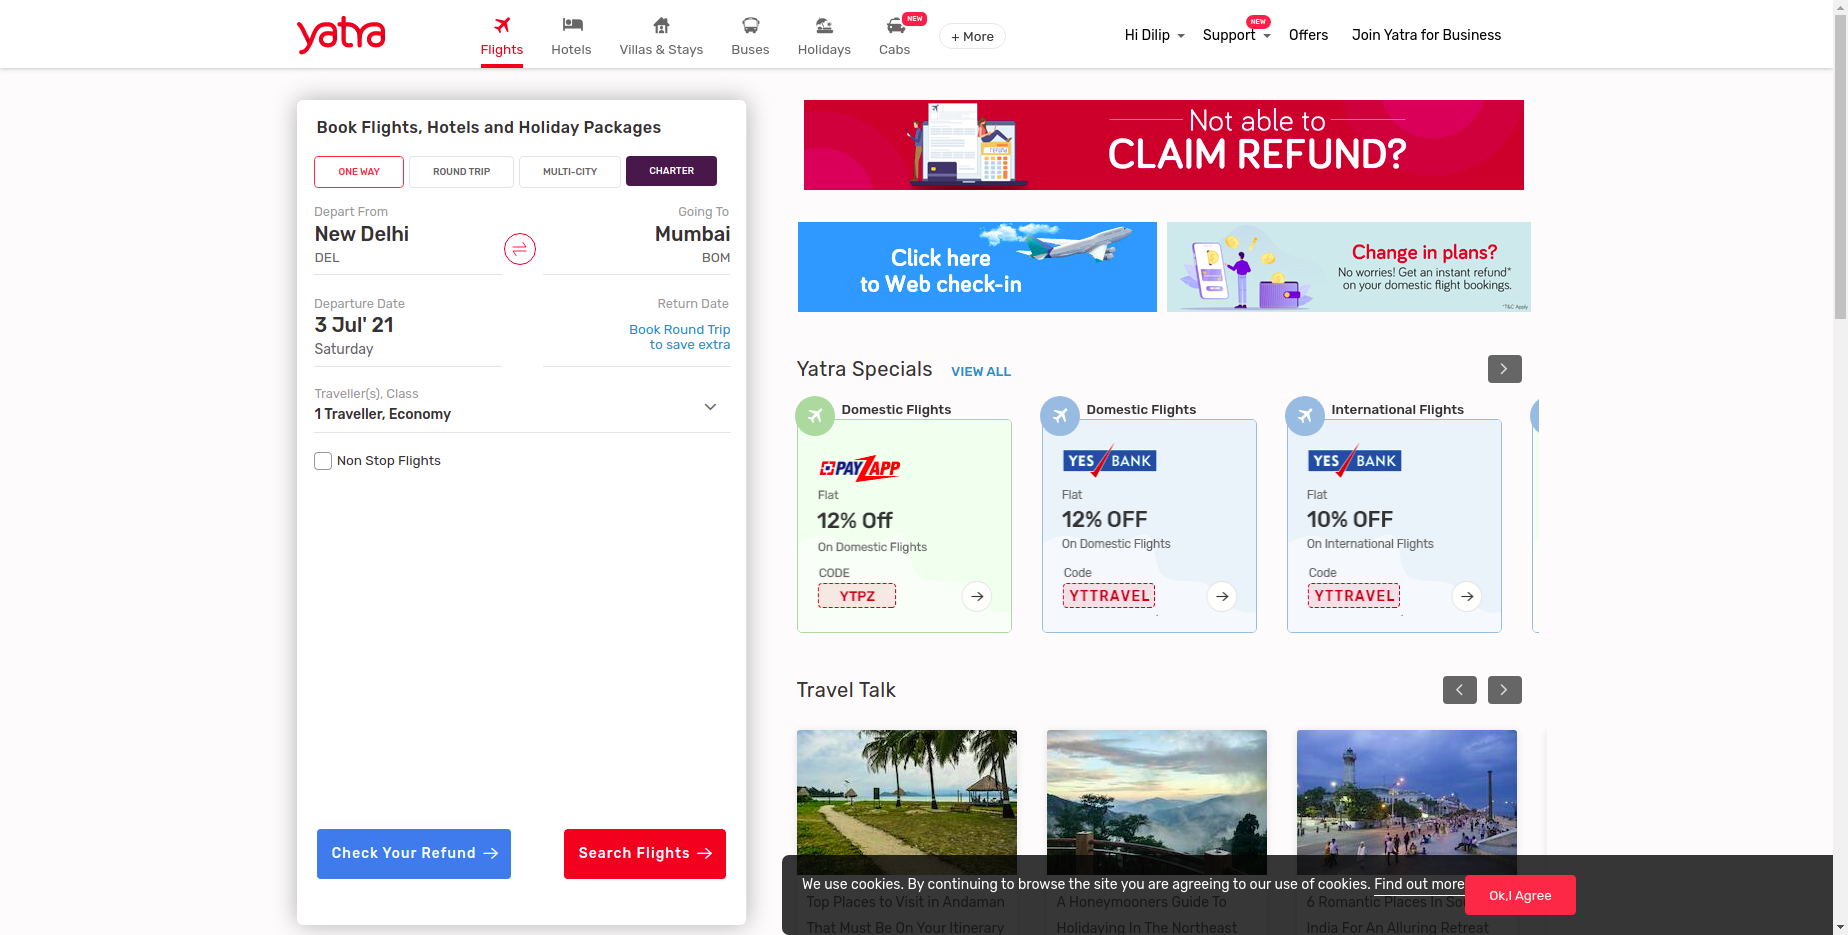 yatra
Flights
Hotels
Villas & Stays
Buses
Holidays
NEW
Cabs
+ More
Hi Dilip
NEW
Support
Offers
Join Yatra for Business
Book Flights, Hotels and Holiday Packages
ONE WAY
ROUND TRIP
MULTI-CITY
CHARTER
Depart From
New Delhi
DEL
Going To
Mumbai
BOM
Departure Date
3 Jul' 21
Saturday
Return Date
Book Round Trip
to save extra
Traveller(s), Class
1 Traveller, Economy
Non Stop Flights
Check Your Refund
Search Flights
Not able to
CLAIM REFUND?
refund
Click here
to Web check-in
Change in plans?
No worries! Get an instant refund*
on your domestic flight bookings.
*T&C Apply
Yatra Specials
VIEW ALL
Domestic Flights
PAYZAPP
Flat
12% Off
On Domestic Flights
CODE
YTPZ
Domestic Flights
YES BANK
Flat
12% OFF
On Domestic Flights
Code
YTTRAVEL
International Flights
YES BANK
Flat
10% OFF
On International Flights
Code
YTTRAVEL
Travel Talk
Top Places to Visit in Andaman
That Must Be On Your Itinerary
A Honeymooners Guide To
Holidaying In The Northeast
6 Romantic Places In
India For An Alluring Retreat
We use cookies. By continuing to browse the site you are agreeing to our use of cookies. Find out more
Ok,I Agree